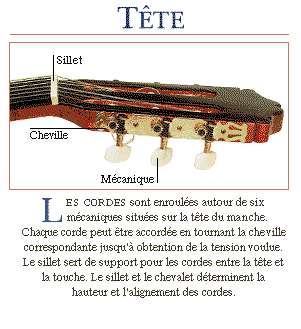 TÊTE
Sillet
Cheville
Mécanique
LES CORDES sont enroulées autour de six
mécaniques situées sur la tête du manche.
Chaque corde peut être accordée en tournant la cheville
correspondante jusqu'à obtention de la tension voulue.
Le sillet sert de support pour les cordes entre la tête et
la touche. Le sillet et le chevalet déterminent la
hauteur et l'alignement des cordes.